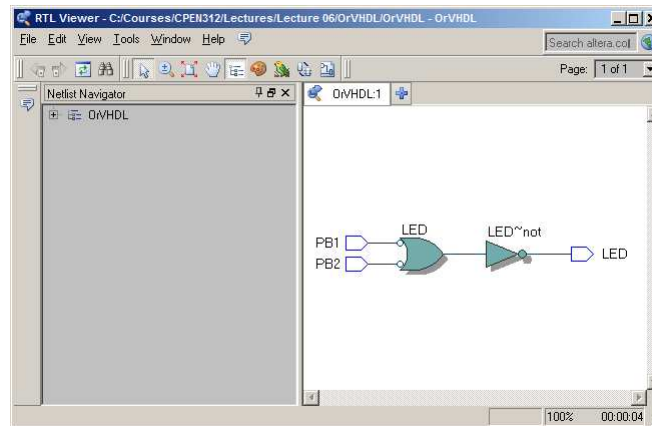 RTL Viewer - C:/Courses/CPEN312/Lectures/Lecture 06/OrVHDL/OrVHDL - OrVHDL
File Edit View Tools Window Help
Search altera.co
Page: 1 of 1
Netlist Navigator
OrVHDL:1
OrVHDL
LED
LED~not
PB1
PB2
LED
100% 00:00:04